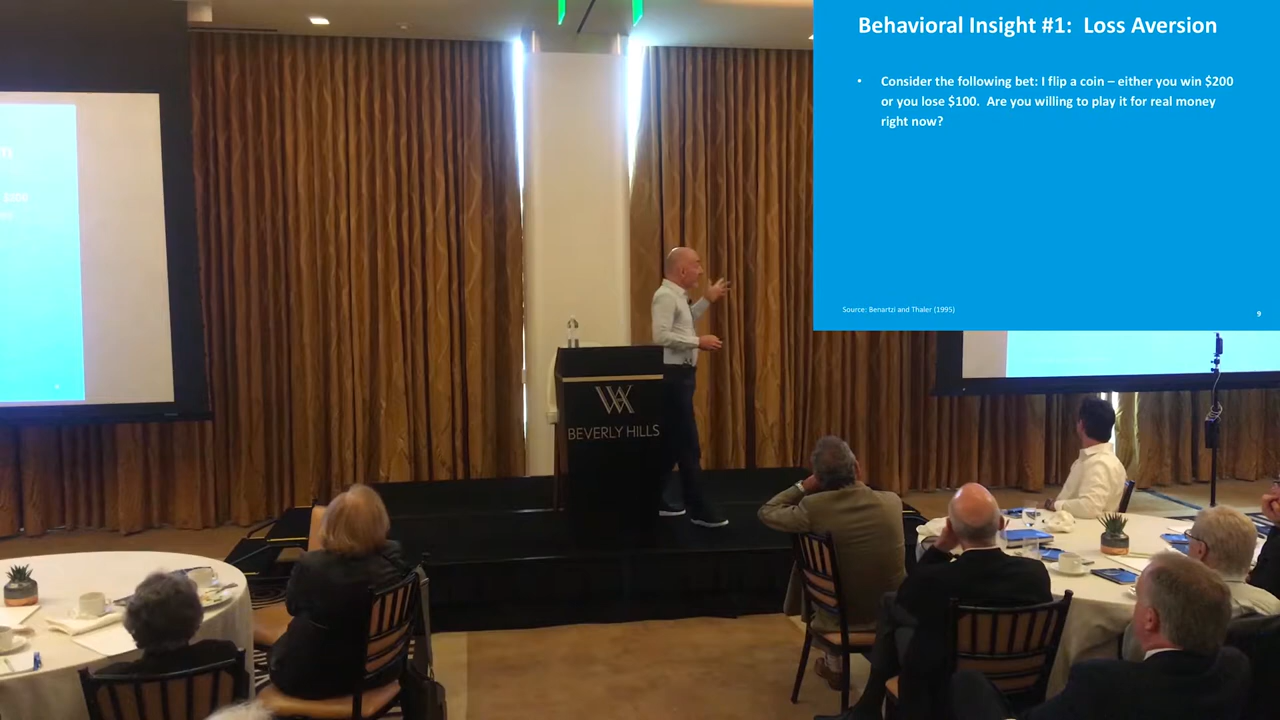 Behavioral Insight #1: Loss Aversion
• Consider the following bet: I flip a coin – either you win $200
or you lose $100. Are you willing to play it for real money
right now?
Source: Benartzi and Thaler (1995)
9
BEVERLY HILLS